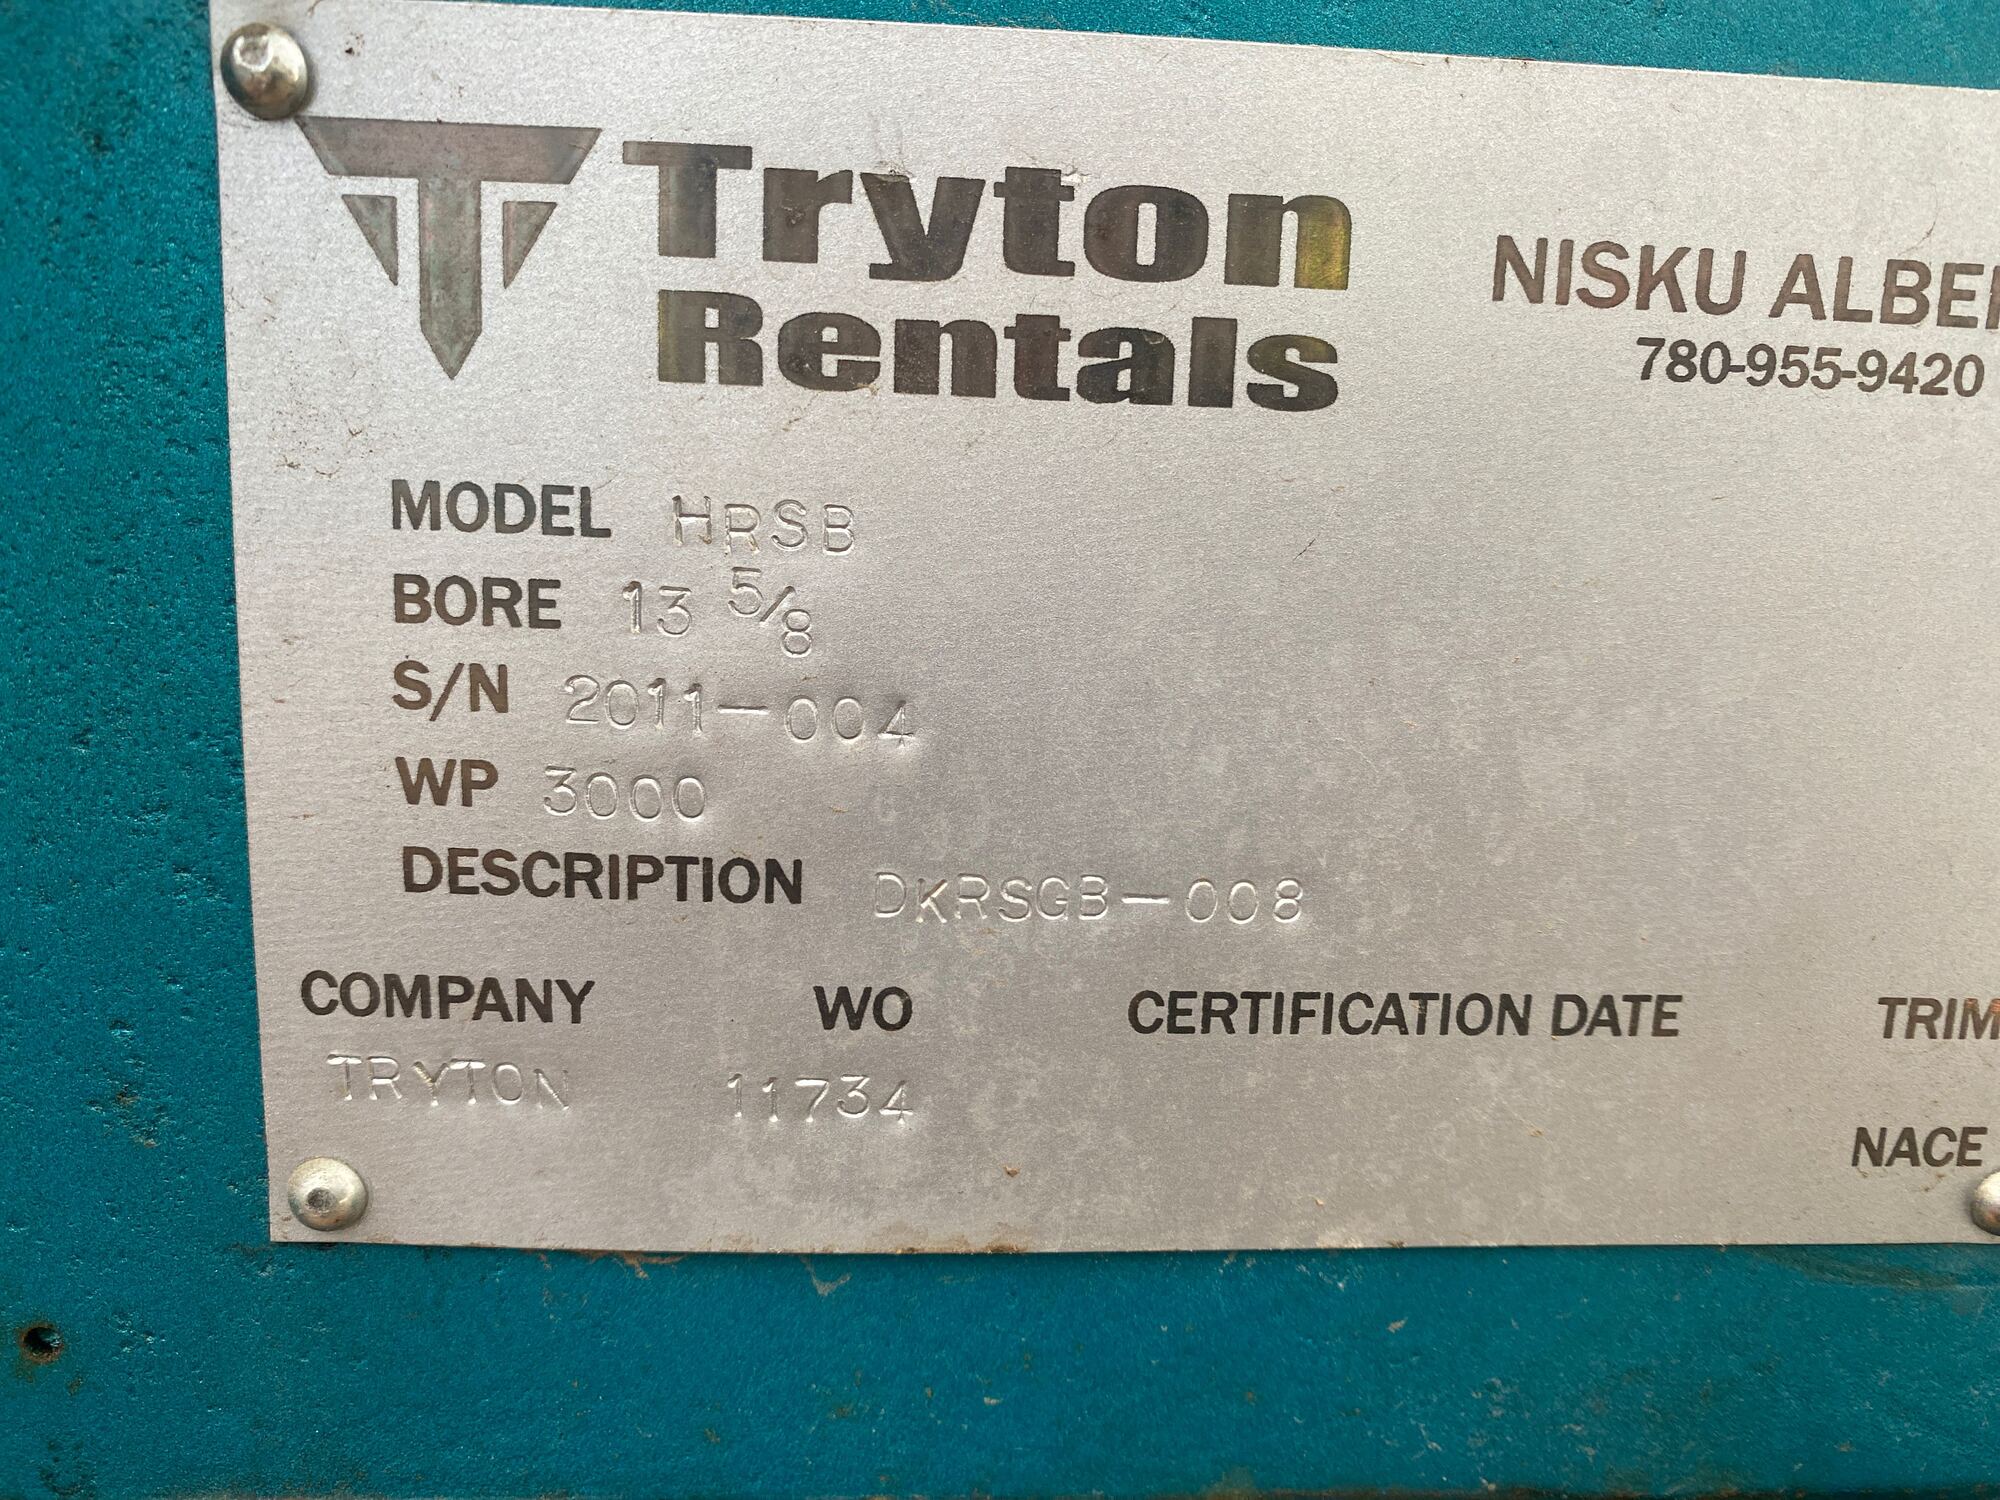 Tryton
Rentals
NISKU ALBER
780-955-9420
MODEL HRSB
BORE 13 5/8
S/N 2011-004
WP 3000
DESCRIPTION DKRSGB-008
COMPANY WO CERTIFICATION DATE TRIM
TRYTON 11734
NACE